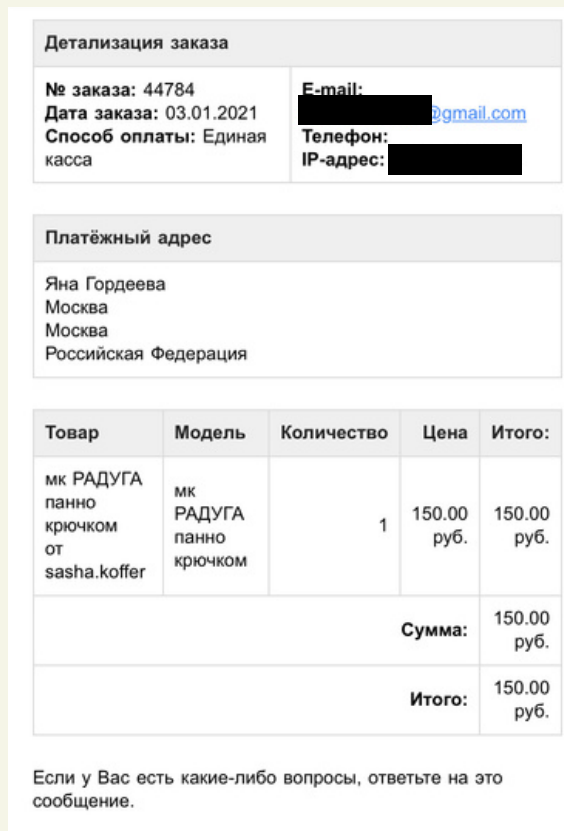 Детализация заказа
№ заказа: 44784
Дата заказа: 03.01.2021
Способ оплаты: Единая
касса
E-mail:
@gmail.com
Телефон:
IP-адрес:
Платёжный адрес
Яна Гордеева
Москва
Москва
Российская Федерация
Товар Модель Количество Цена Итого:
мк РАДУГА
панно
крючком
от
sasha.koffer
мк
РАДУГА
панно
крючком
1
150.00
руб.
150.00
руб.
Сумма:
150.00
руб.
Итого:
150.00
руб.
Если у Вас есть какие-либо вопросы, ответьте на это
сообщение.